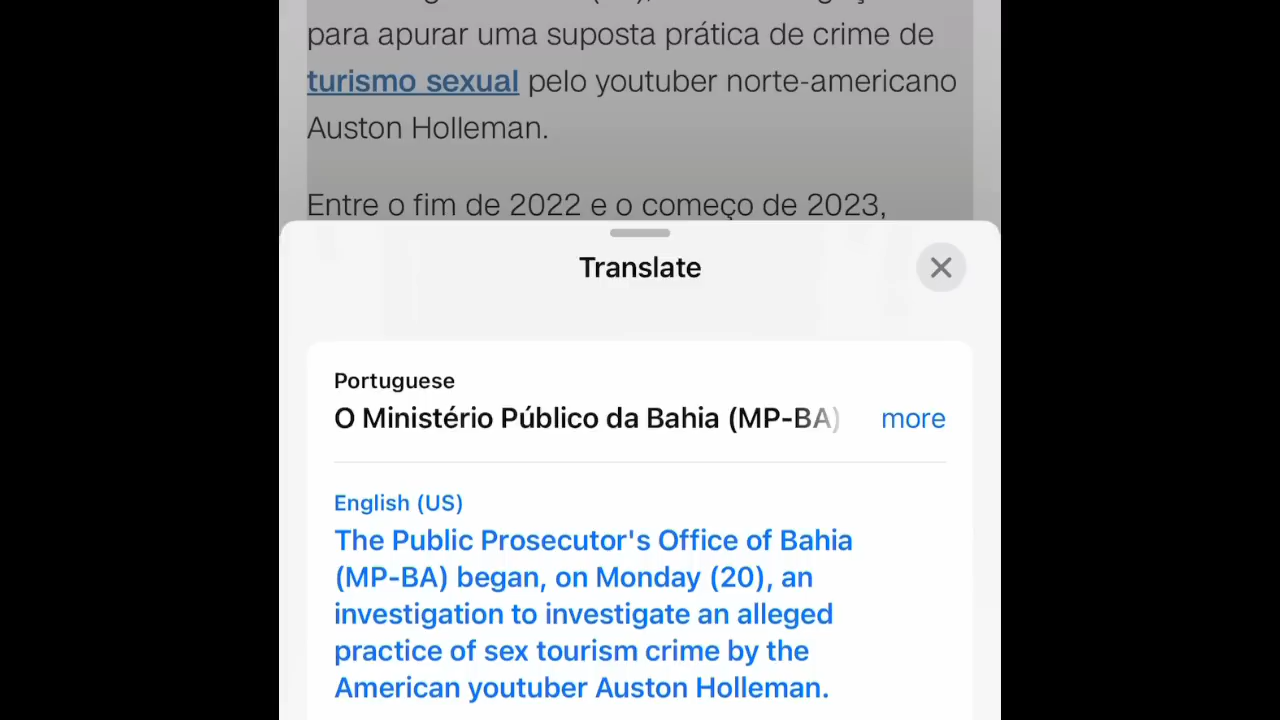 para apurar uma suposta prática de crime de
turismo sexual pelo youtuber norte-americano
Auston Holleman.
Entre o fim de 2022 e o começo de 2023,
Translate
Portuguese
O Ministério Público da Bahia (MP-BA)
more
English (US)
The Public Prosecutor's Office of Bahia
(MP-BA) began, on Monday (20), an
investigation to investigate an alleged
practice of sex tourism crime by the
American youtuber Auston Holleman.